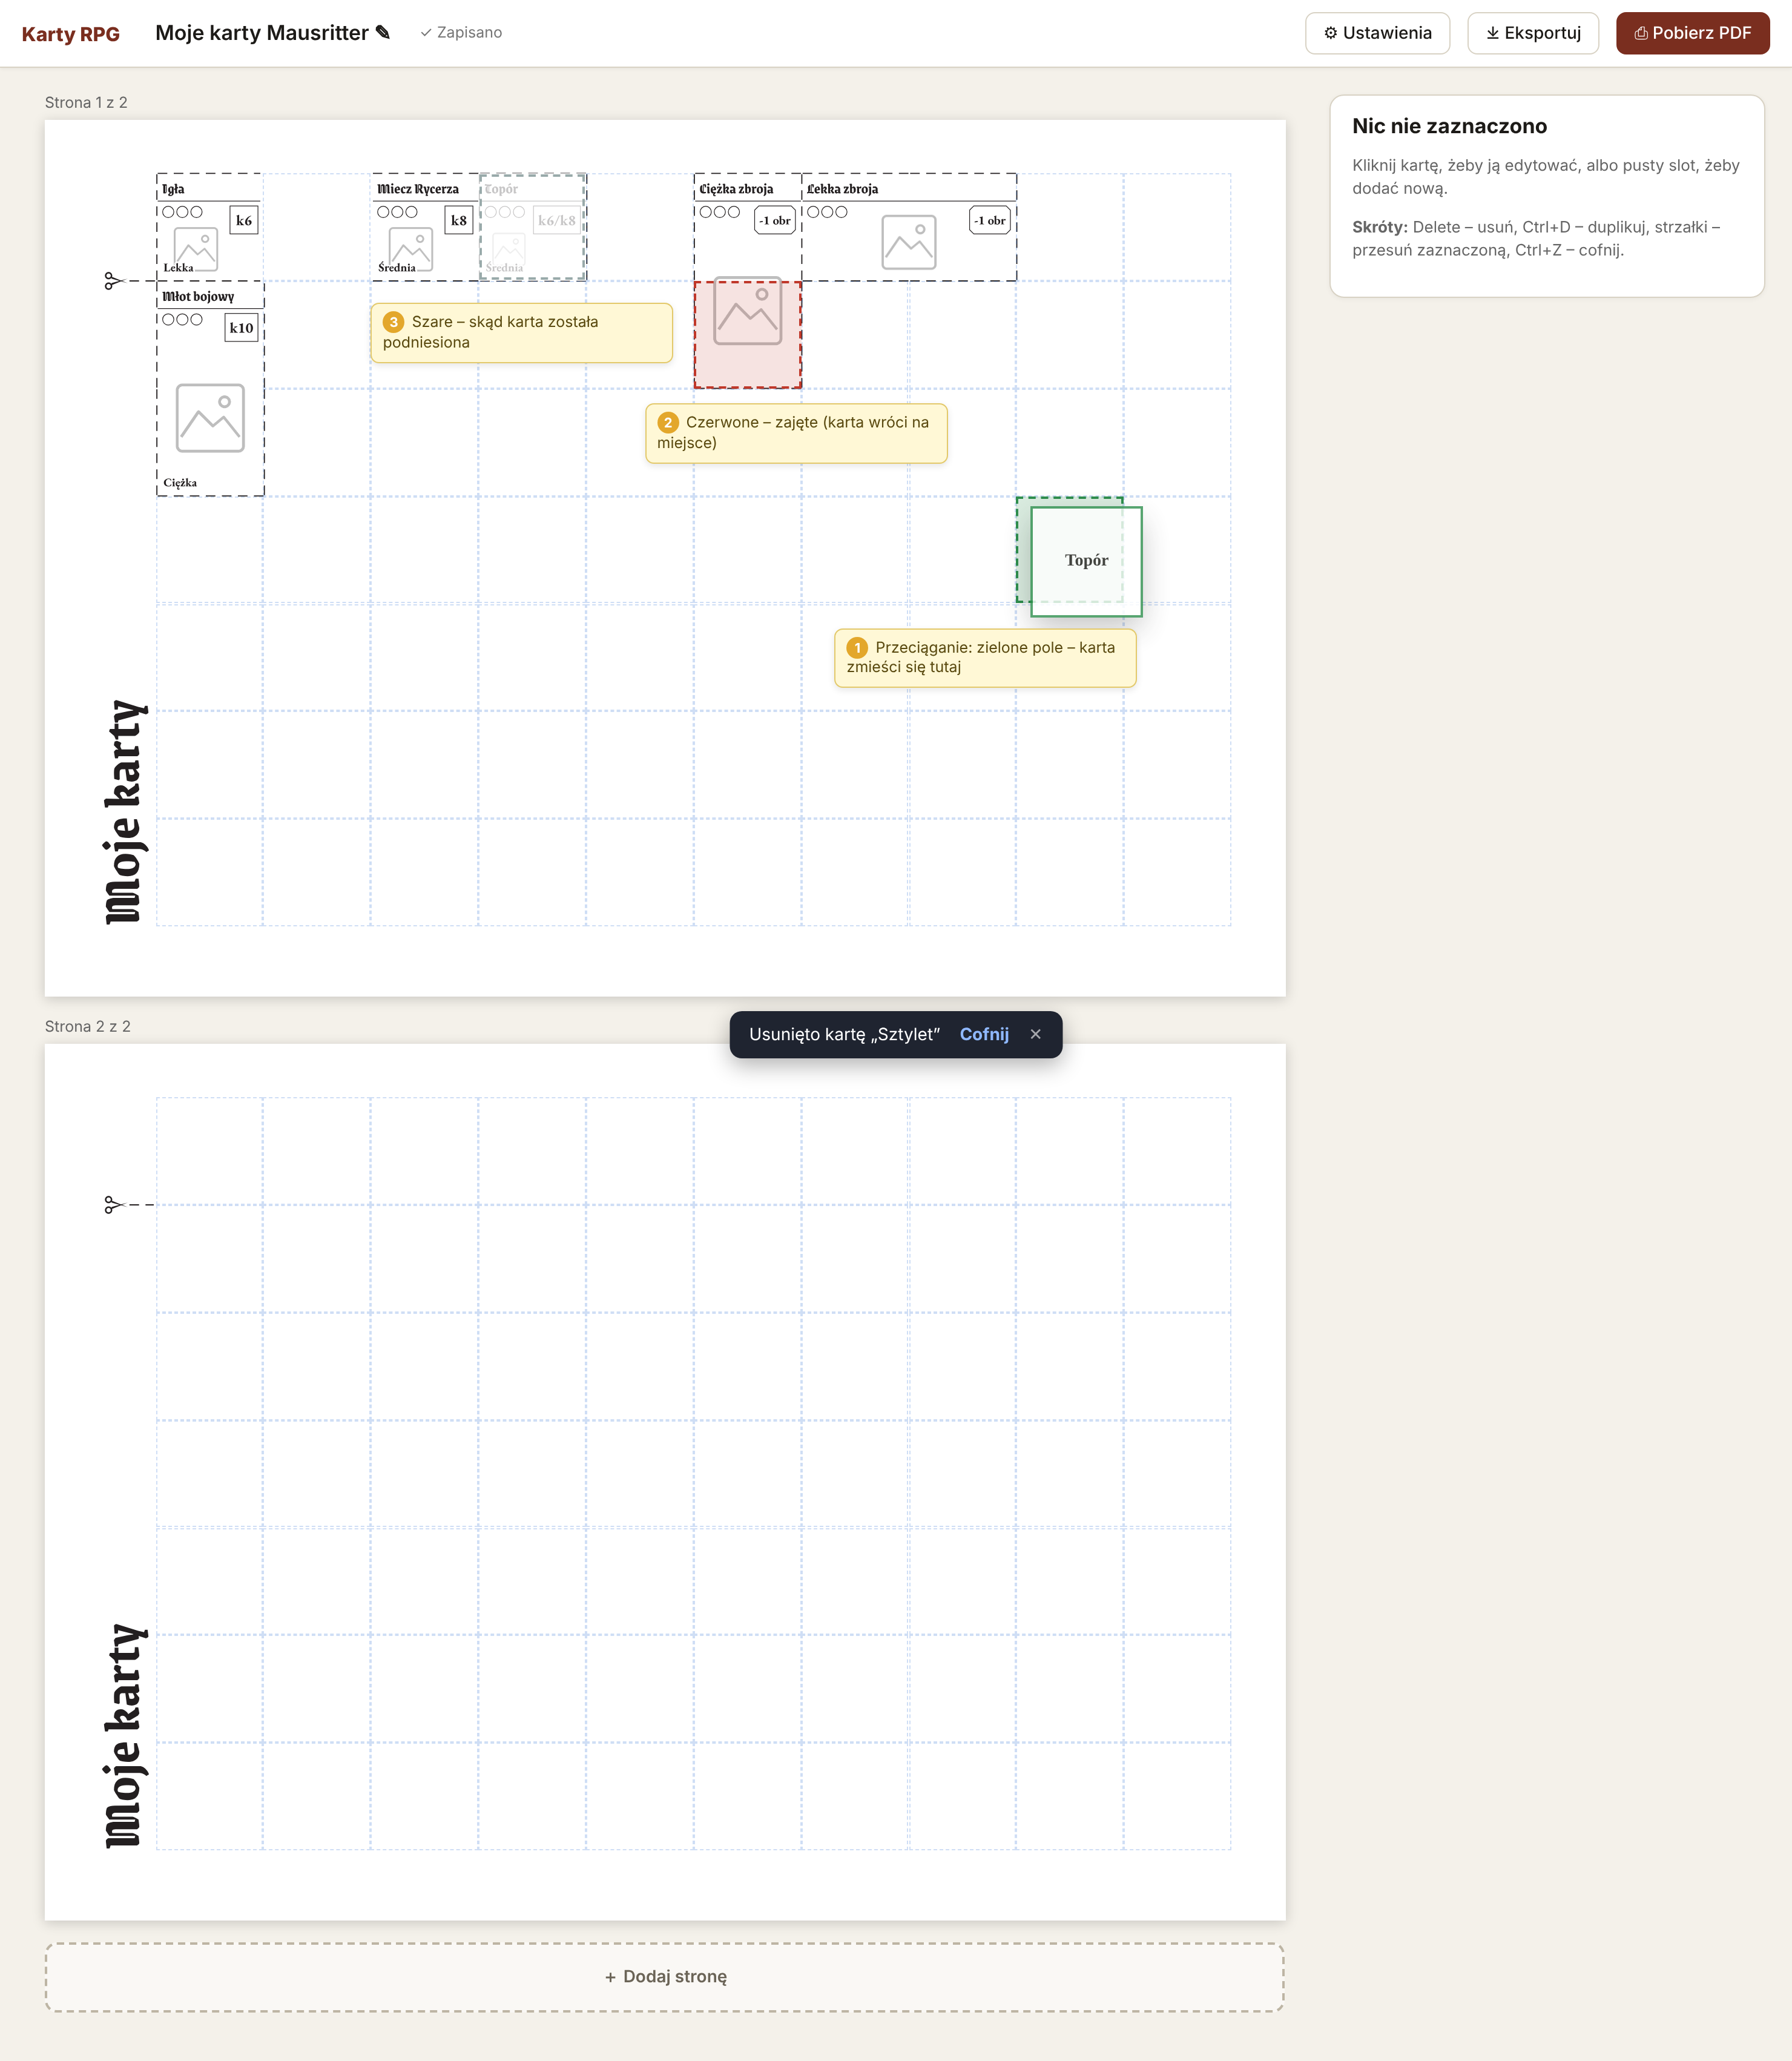 Karty RPG
Moje karty Mausritter ✎
✓ Zapisano
⚙ Ustawienia
Eksportuj
Pobierz PDF
Strona 1 z 2
Nic nie zaznaczono
Kliknij kartę, żeby ją edytować, albo pusty slot, żeby
dodać nową.
Skróty: Delete – usuń, Ctrl+D – duplikuj, strzałki –
przesuń zaznaczoną, Ctrl+Z – cofnij.
Igła
k6
Lekka
Miecz Rycerza
k8
Średnia
Topór
k6/k8
Średnia
Ciężka zbroja
-1 obr
Lekka zbroja
-1 obr
Młot bojowy
k10
Ciężka
3 Szare – skąd karta została
podniesiona
2 Czerwone – zajęte (karta wróci na
miejsce)
Topór
1 Przeciąganie: zielone pole – karta
zmieści się tutaj
Moje karty
Strona 2 z 2
Usunięto kartę „Sztylet” Cofnij ✕
Moje karty
+ Dodaj stronę